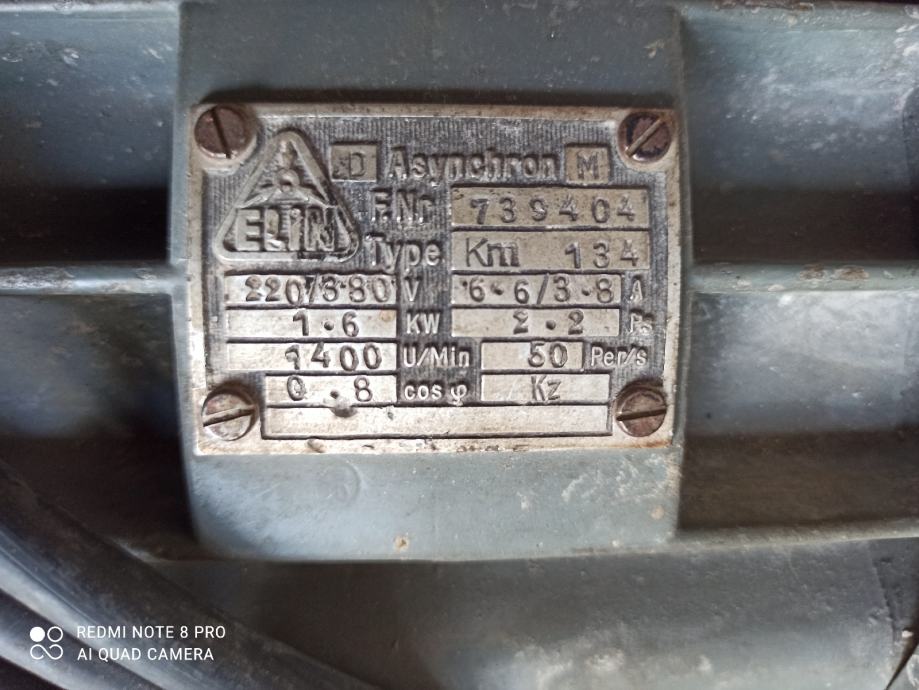 ELIN
D Asynchron M
F.Nr 739404
Type Km 134
220/380 V 6.6/3.8 A
1.6 KW 2.2 Ps
1400 U/Min 50 Per/s
0.8 cos φ Kz
REDMI NOTE 8 PRO
AI QUAD CAMERA